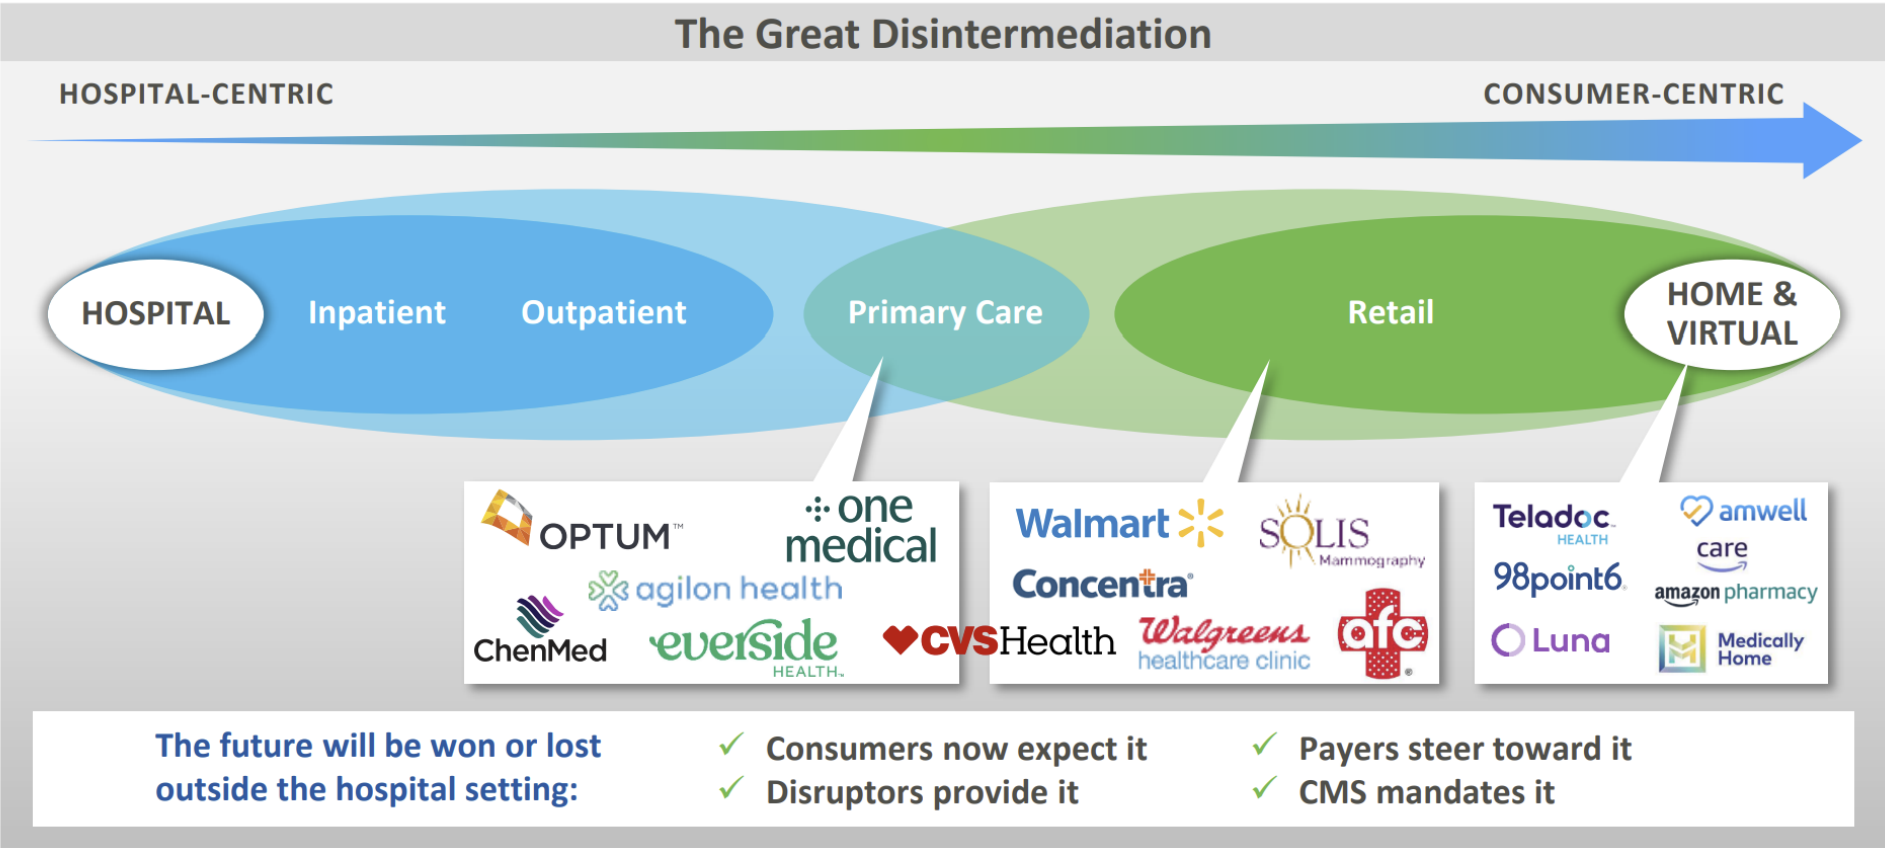 The Great Disintermediation
HOSPITAL-CENTRIC
CONSUMER-CENTRIC
HOSPITAL
Inpatient
Outpatient
Primary Care
Retail
HOME &
VIRTUAL
OPTUM™
one
medical
agilon health
ChenMed
everside
HEALTH™
CVSHealth
Walmart
SOLIS
Mammography
Concentra®
Walgreens
healthcare clinic
afc
®
Teladoc™
HEALTH
amwell
care
98point6®
amazon pharmacy
Luna
Medically
Home
The future will be won or lost
outside the hospital setting:
✓ Consumers now expect it
✓ Disruptors provide it
✓ Payers steer toward it
✓ CMS mandates it